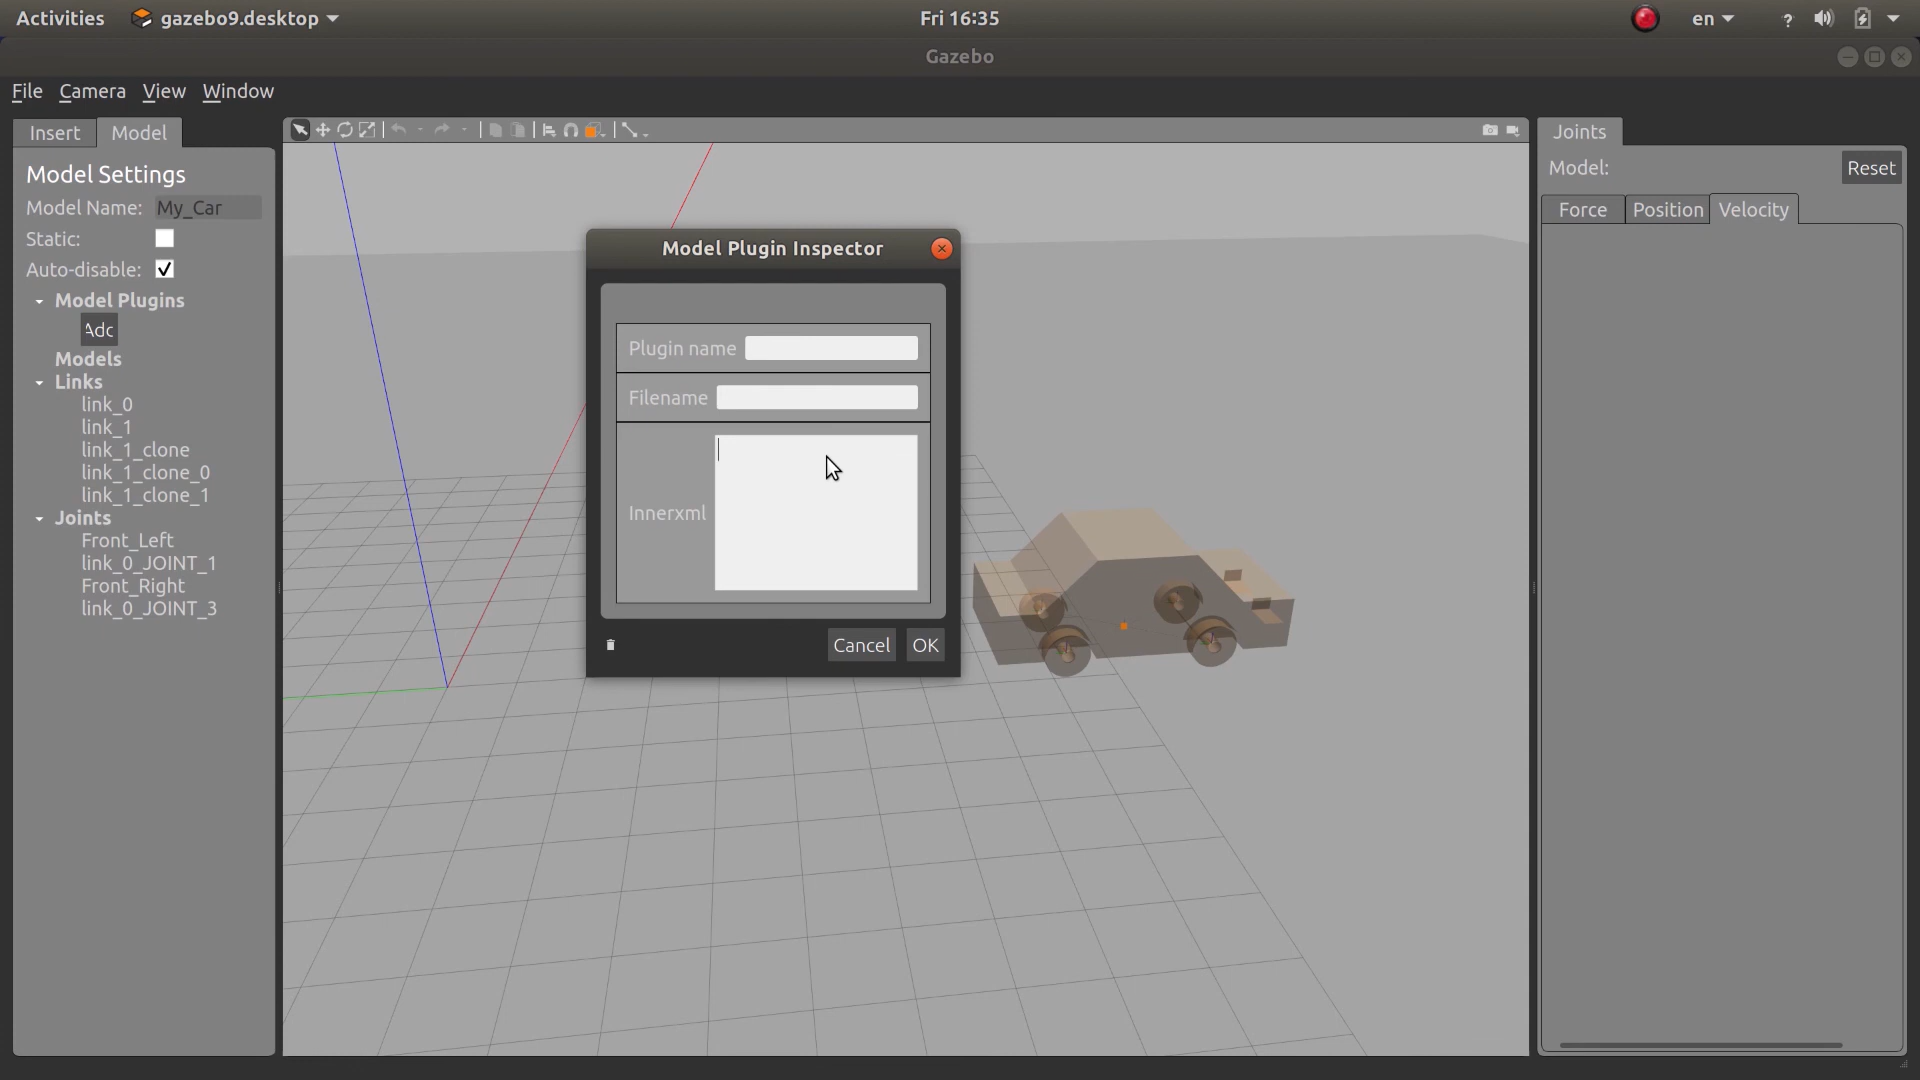 Activities gazebo9.desktop Fri 16:35 en ?
Gazebo
File Camera View Window
Insert Model
Model Settings
Model Name: My_Car
Static:
Auto-disable:
Model Plugins
Adc
Models
Links
link_0
link_1
link_1_clone
link_1_clone_0
link_1_clone_1
Joints
Front_Left
link_0_JOINT_1
Front_Right
link_0_JOINT_3
Model Plugin Inspector
Plugin name
Filename
Innerxml
Cancel OK
Joints
Model: Reset
Force Position Velocity